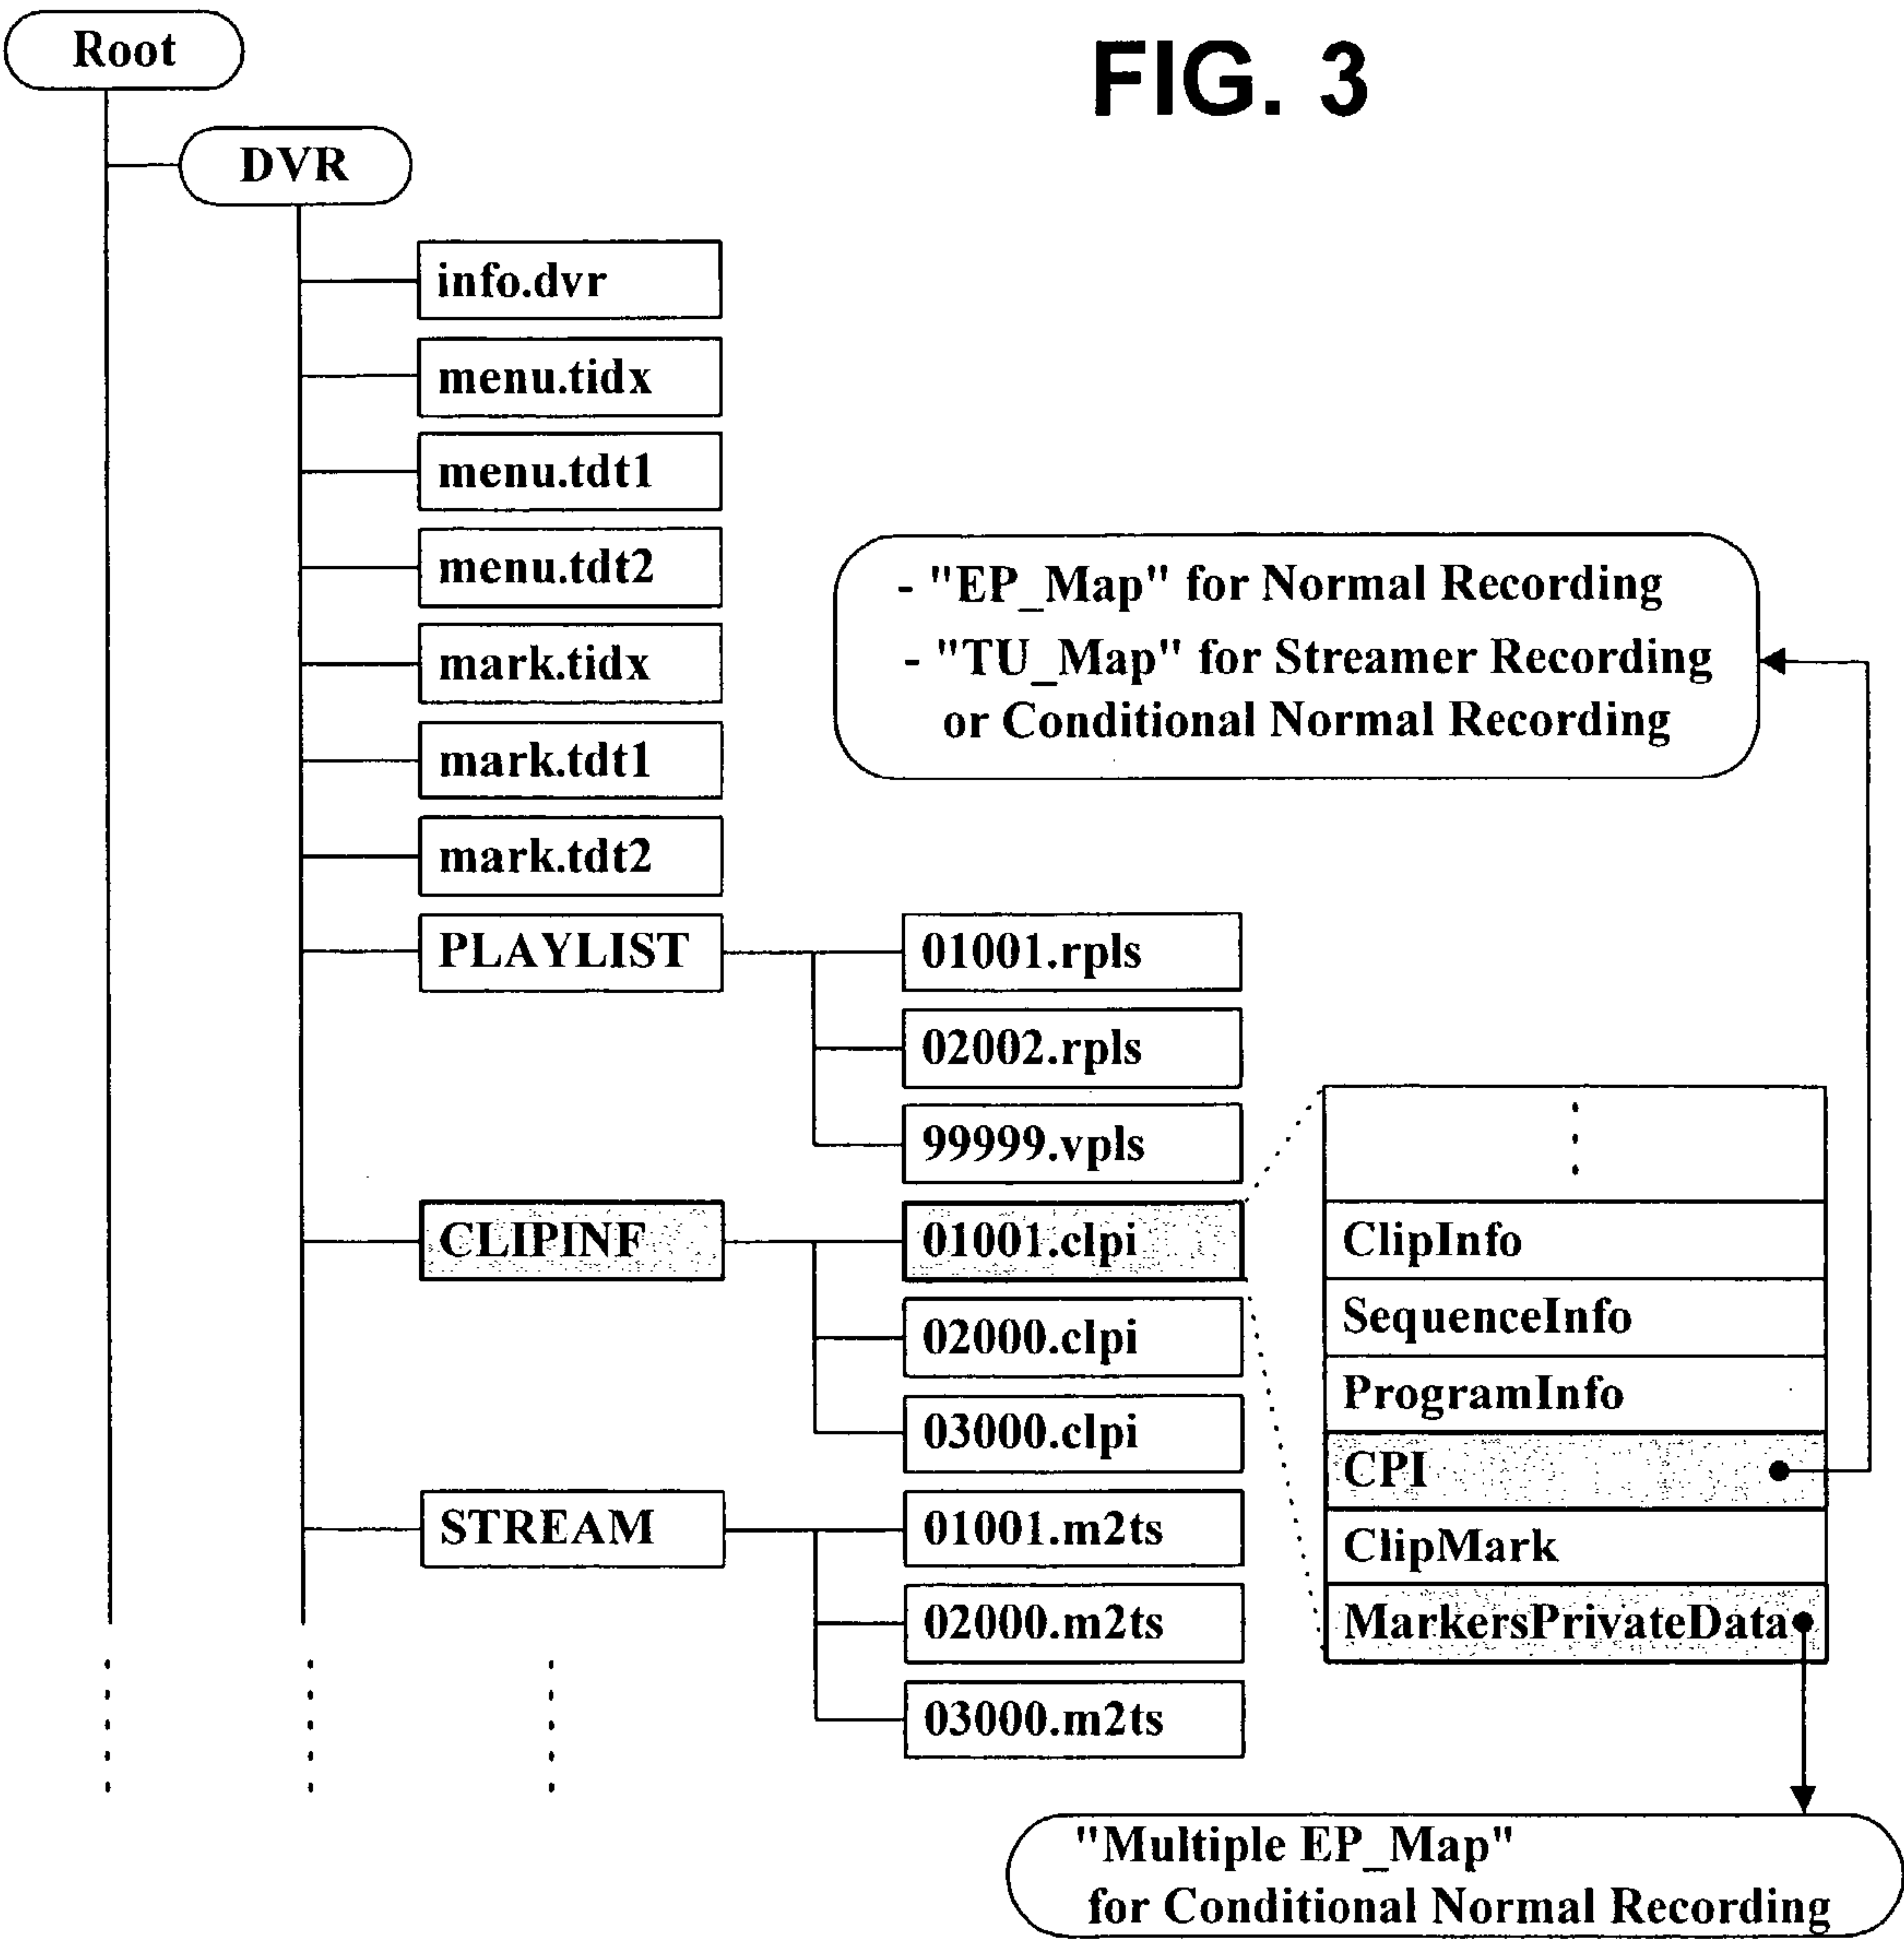 FIG. 3
Root
DVR
info.dvr
menu.tidx
menu.tdt1
menu.tdt2
mark.tidx
mark.tdt1
mark.tdt2
- "EP_Map" for Normal Recording
- "TU_Map" for Streamer Recording
or Conditional Normal Recording
PLAYLIST
01001.rpls
02002.rpls
99999.vpls
CLIPINF
01001.clpi
02000.clpi
03000.clpi
STREAM
01001.m2ts
02000.m2ts
03000.m2ts
ClipInfo
SequenceInfo
ProgramInfo
CPI
ClipMark
MarkersPrivateData
"Multiple EP_Map"
for Conditional Normal Recording